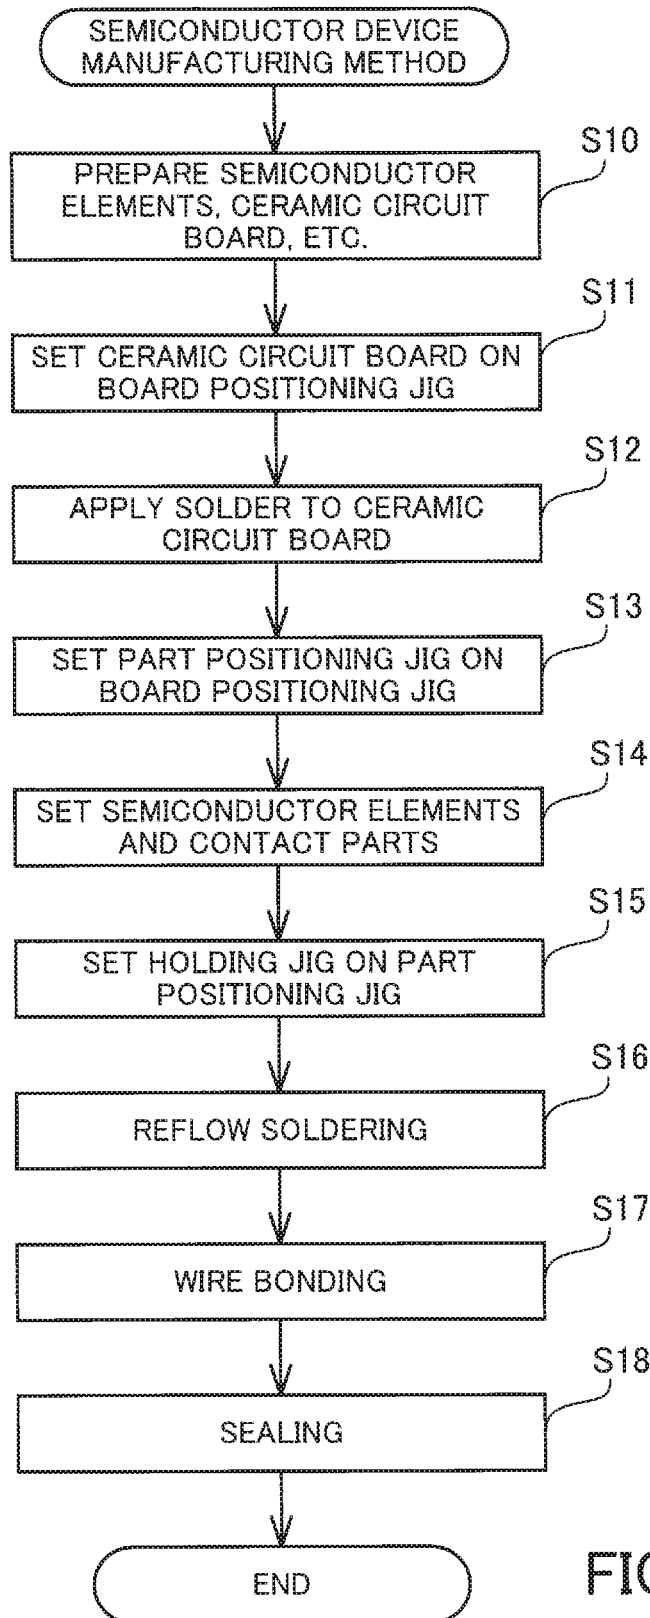 SEMICONDUCTOR DEVICE
MANUFACTURING METHOD
S10
PREPARE SEMICONDUCTOR
ELEMENTS, CERAMIC CIRCUIT
BOARD, ETC.
S11
SET CERAMIC CIRCUIT BOARD ON
BOARD POSITIONING JIG
S12
APPLY SOLDER TO CERAMIC
CIRCUIT BOARD
S13
SET PART POSITIONING JIG ON
BOARD POSITIONING JIG
S14
SET SEMICONDUCTOR ELEMENTS
AND CONTACT PARTS
S15
SET HOLDING JIG ON PART
POSITIONING JIG
S16
REFLOW SOLDERING
S17
WIRE BONDING
S18
SEALING
END